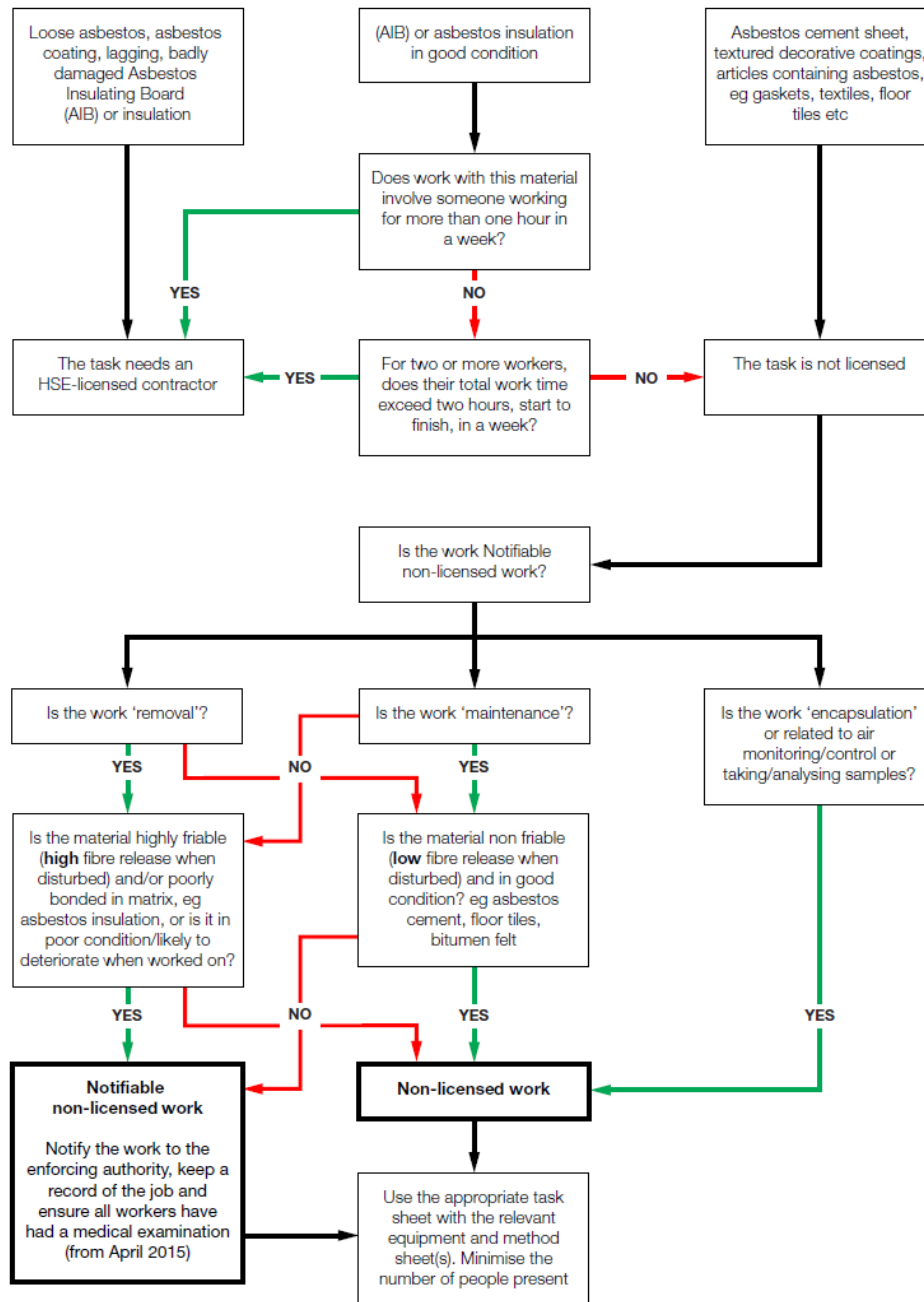 Loose asbestos, asbestos
coating, lagging, badly
damaged Asbestos
Insulating Board
(AIB) or insulation
(AIB) or asbestos insulation
in good condition
Asbestos cement sheet,
textured decorative coatings,
articles containing asbestos,
eg gaskets, textiles, floor
tiles etc
Does work with this material
involve someone working
for more than one hour in
a week?
YES
NO
The task needs an
HSE-licensed contractor
YES
For two or more workers,
does their total work time
exceed two hours, start to
finish, in a week?
NO
The task is not licensed
Is the work Notifiable
non-licensed work?
Is the work ‘removal’?
Is the work ‘maintenance’?
Is the work ‘encapsulation’
or related to air
monitoring/control or
taking/analysing samples?
YES
NO
YES
Is the material highly friable
(high fibre release when
disturbed) and/or poorly
bonded in matrix, eg
asbestos insulation, or is it in
poor condition/likely to
deteriorate when worked on?
Is the material non friable
(low fibre release when
disturbed) and in good
condition? eg asbestos
cement, floor tiles,
bitumen felt
YES
NO
YES
YES
Notifiable
non-licensed work
Notify the work to the
enforcing authority, keep a
record of the job and
ensure all workers have
had a medical examination
(from April 2015)
Non-licensed work
Use the appropriate task
sheet with the relevant
equipment and method
sheet(s). Minimise the
number of people present